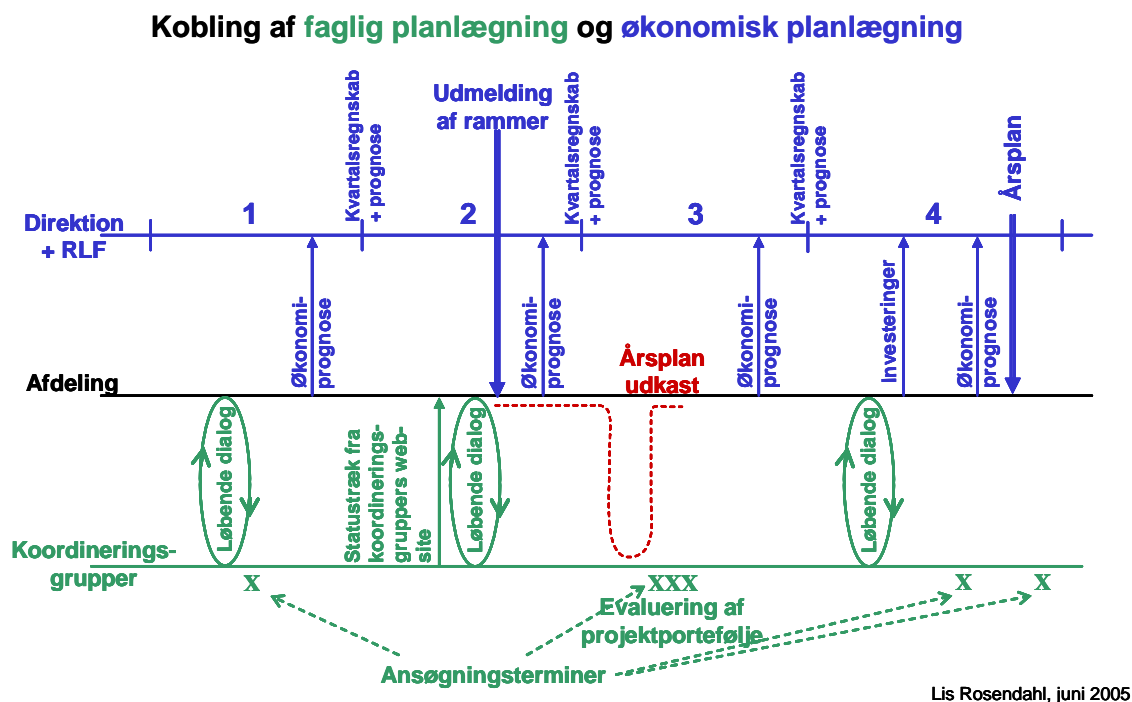 Kobling af faglig planlægning og økonomisk planlægning
Kvartalsregnskab
+ prognose
Udmelding
af rammer
Kvartalsregnskab
+ prognose
Kvartalsregnskab
+ prognose
Årsplan
Direktion
+ RLF
1
2
3
4
Økonomi-
prognose
Økonomi-
prognose
Økonomi-
prognose
Investeringer
Økonomi-
prognose
Årsplan
udkast
Afdeling
Løbende dialog
Statustræk fra
koordinerings-
gruppers web-
site
Løbende dialog
Løbende dialog
Koordinerings-
grupper
x
xxx
x
x
Evaluering af
projektportefølje
Ansøgningsterminer
Lis Rosendahl, juni 2005